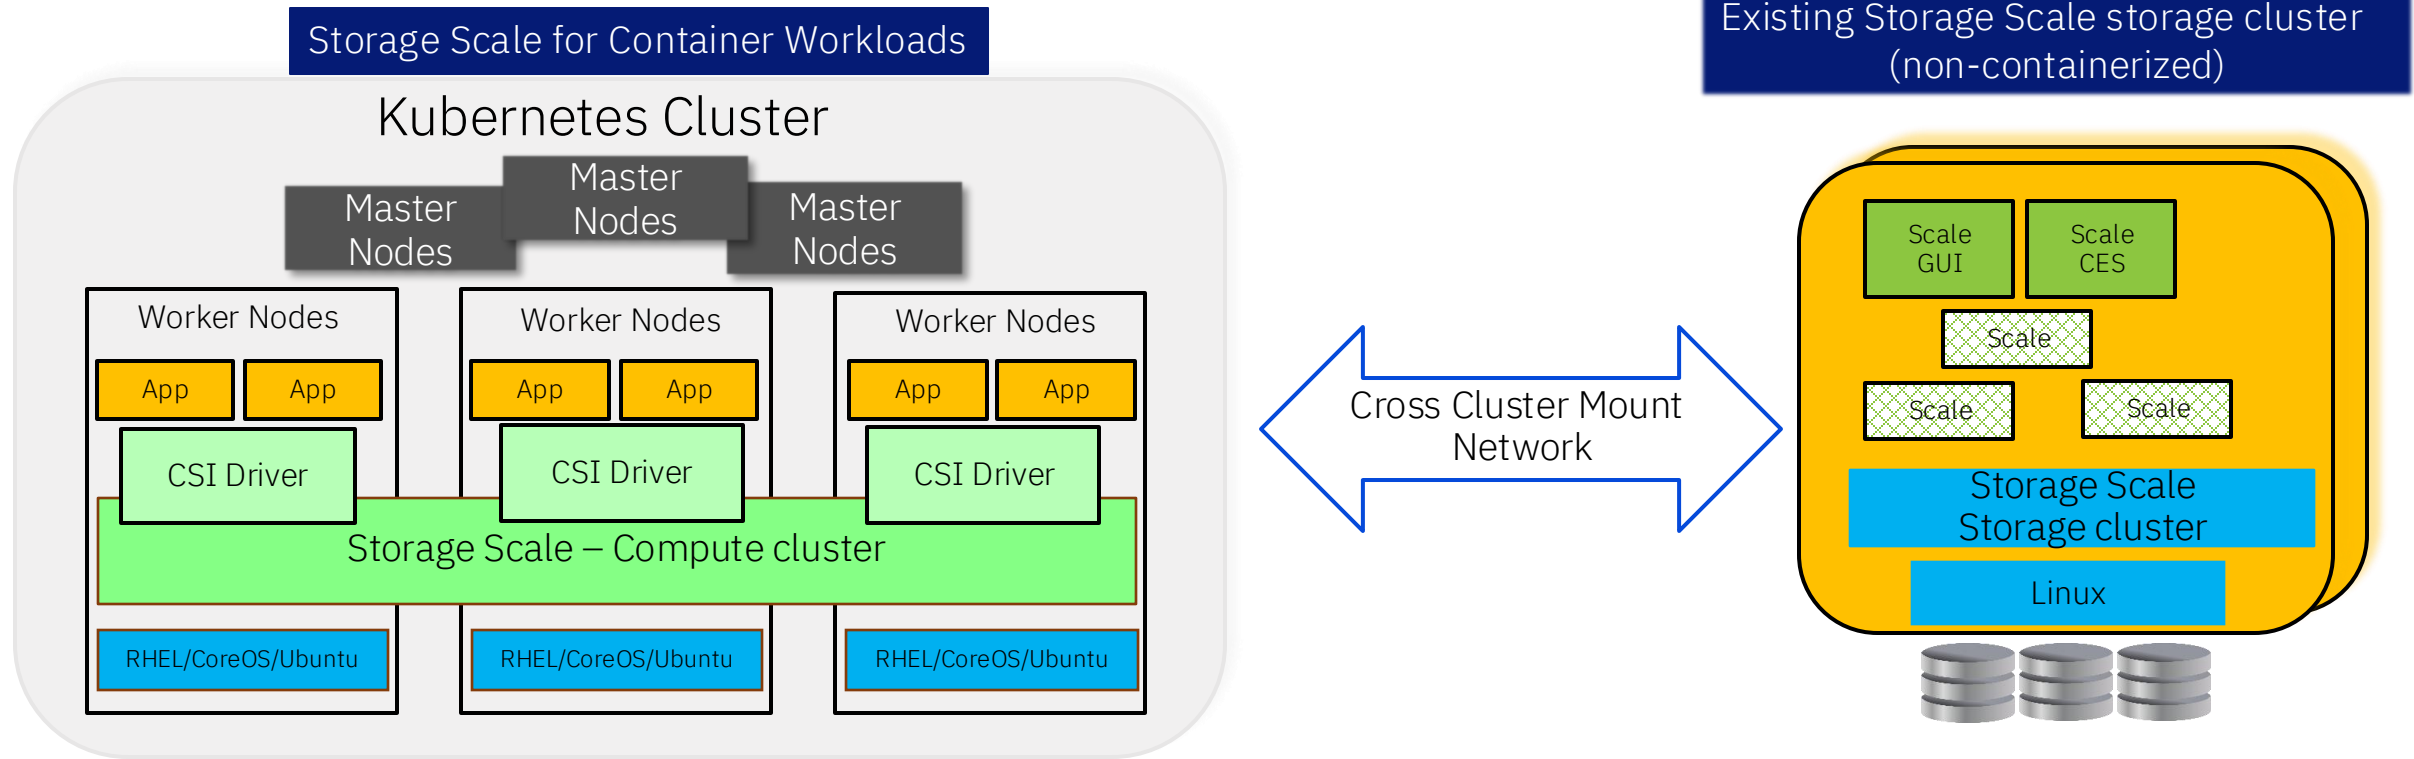 Storage Scale for Container Workloads
Existing Storage Scale storage cluster
(non-containerized)
Kubernetes Cluster
Master
Nodes
Master
Nodes
Master
Nodes
Worker Nodes
App
App
CSI Driver
Worker Nodes
App
App
CSI Driver
Worker Nodes
App
App
CSI Driver
Storage Scale – Compute cluster
RHEL/CoreOS/Ubuntu
RHEL/CoreOS/Ubuntu
RHEL/CoreOS/Ubuntu
Cross Cluster Mount
Network
Scale
GUI
Scale
CES
Scale
Scale
Scale
Storage Scale
Storage cluster
Linux